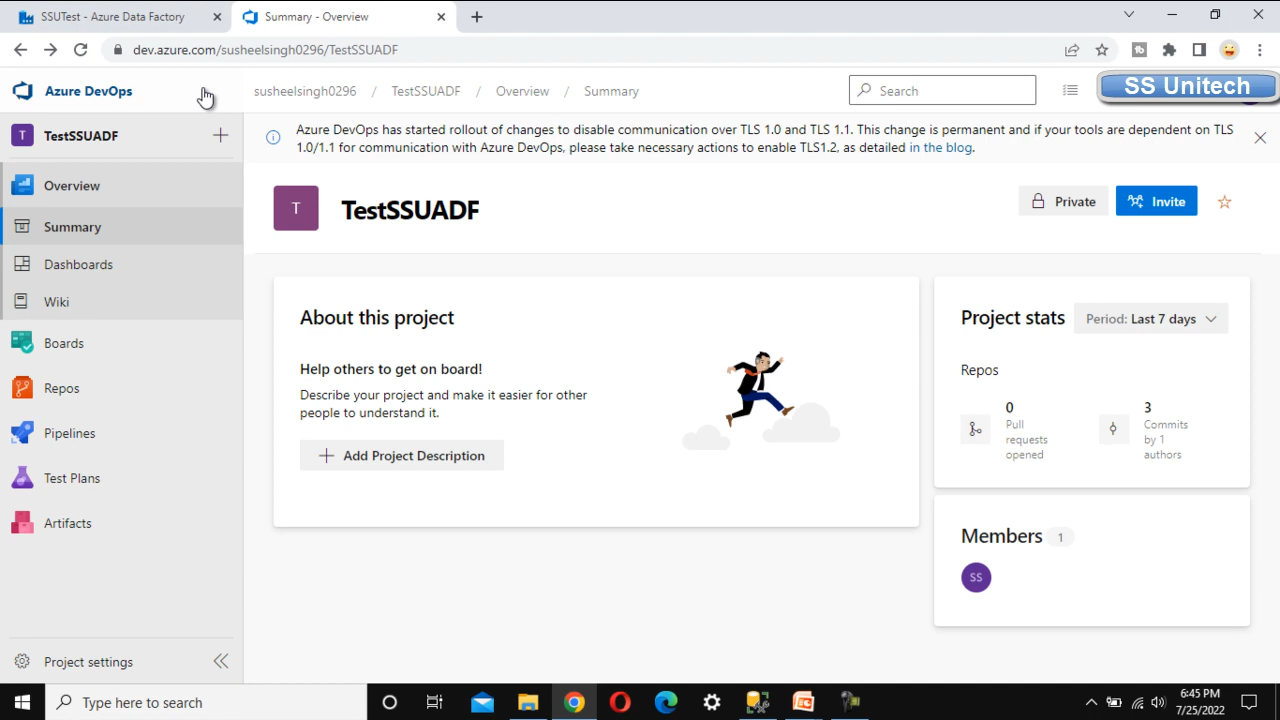 SSUTest - Azure Data Factory
Summary - Overview
dev.azure.com/susheelsingh0296/TestSSUADF
Azure DevOps
susheelsingh0296 / TestSSUADF / Overview / Summary
Search
SS Unitech
T TestSSUADF
Azure DevOps has started rollout of changes to disable communication over TLS 1.0 and TLS 1.1. This change is permanent and if your tools are dependent on TLS
1.0/1.1 for communication with Azure DevOps, please take necessary actions to enable TLS1.2, as detailed in the blog.
Overview
Summary
Dashboards
Wiki
Boards
Repos
Pipelines
Test Plans
Artifacts
Project settings
T TestSSUADF
Private
Invite
About this project
Help others to get on board!
Describe your project and make it easier for other
people to understand it.
Add Project Description
Project stats
Period: Last 7 days
Repos
0
Pull
requests
opened
3
Commits
by 1
authors
Members 1
SS
Type here to search
6:45 PM
7/25/2022